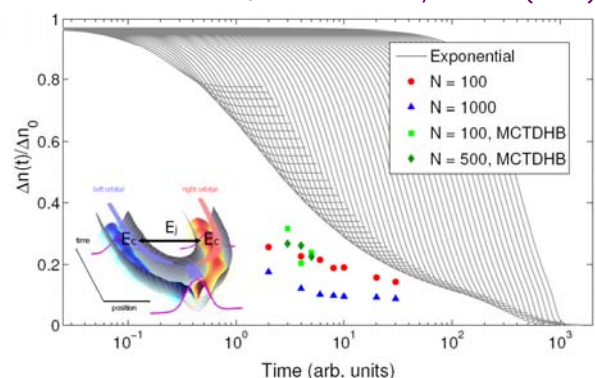 1
0.8
0.6
0.4
0.2
0
Δn(t)/Δn₀
Exponential
N = 100
N = 1000
N = 100, MCTDHB
N = 500, MCTDHB
left orbital
right orbital
Ec Ej Ec
time
position
10⁻¹ 10⁰ 10¹ 10² 10³
Time (arb. units)